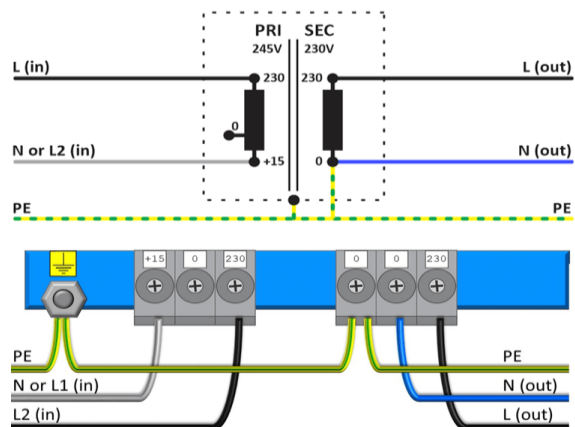 PRI SEC
245V 230V
L (in) 230 230 L (out)
0
N or L2 (in) +15 0 N (out)
PE PE
+15 0 230 0 0 230
PE PE
N or L1 (in) N (out)
L2 (in) L (out)